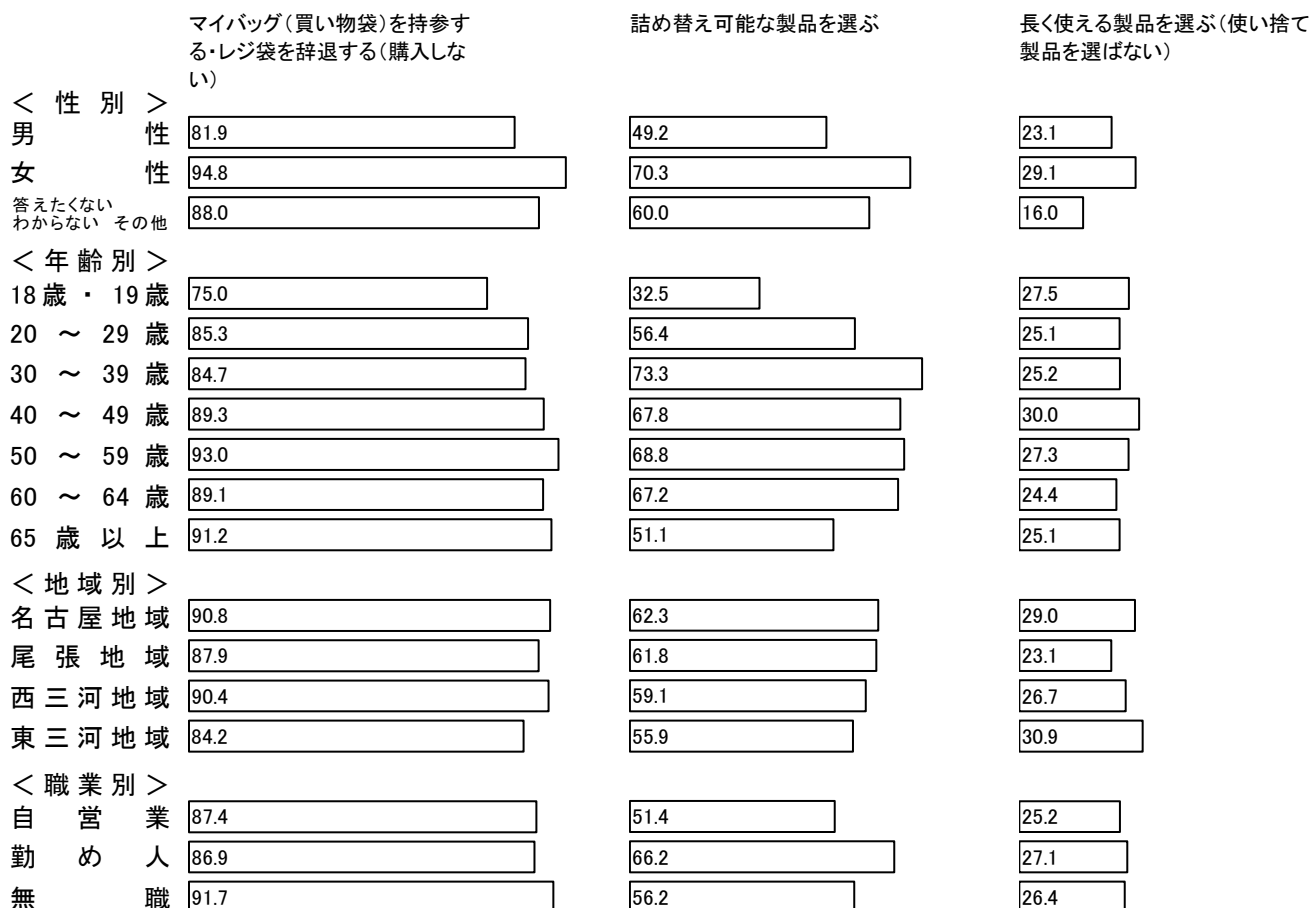 マイバッグ（買い物袋）を持参す
る・レジ袋を辞退する（購入しな
い）
詰め替え可能な製品を選ぶ
長く使える製品を選ぶ（使い捨て
製品を選ばない）
＜性別＞
男性 81.9 49.2 23.1
女性 94.8 70.3 29.1
答えたくない
わからない その他 88.0 60.0 16.0
＜年齢別＞
18歳・19歳 75.0 32.5 27.5
20～29歳 85.3 56.4 25.1
30～39歳 84.7 73.3 25.2
40～49歳 89.3 67.8 30.0
50～59歳 93.0 68.8 27.3
60～64歳 89.1 67.2 24.4
65歳以上 91.2 51.1 25.1
＜地域別＞
名古屋地域 90.8 62.3 29.0
尾張地域 87.9 61.8 23.1
西三河地域 90.4 59.1 26.7
東三河地域 84.2 55.9 30.9
＜職業別＞
自営業 87.4 51.4 25.2
勤め人 86.9 66.2 27.1
無職 91.7 56.2 26.4